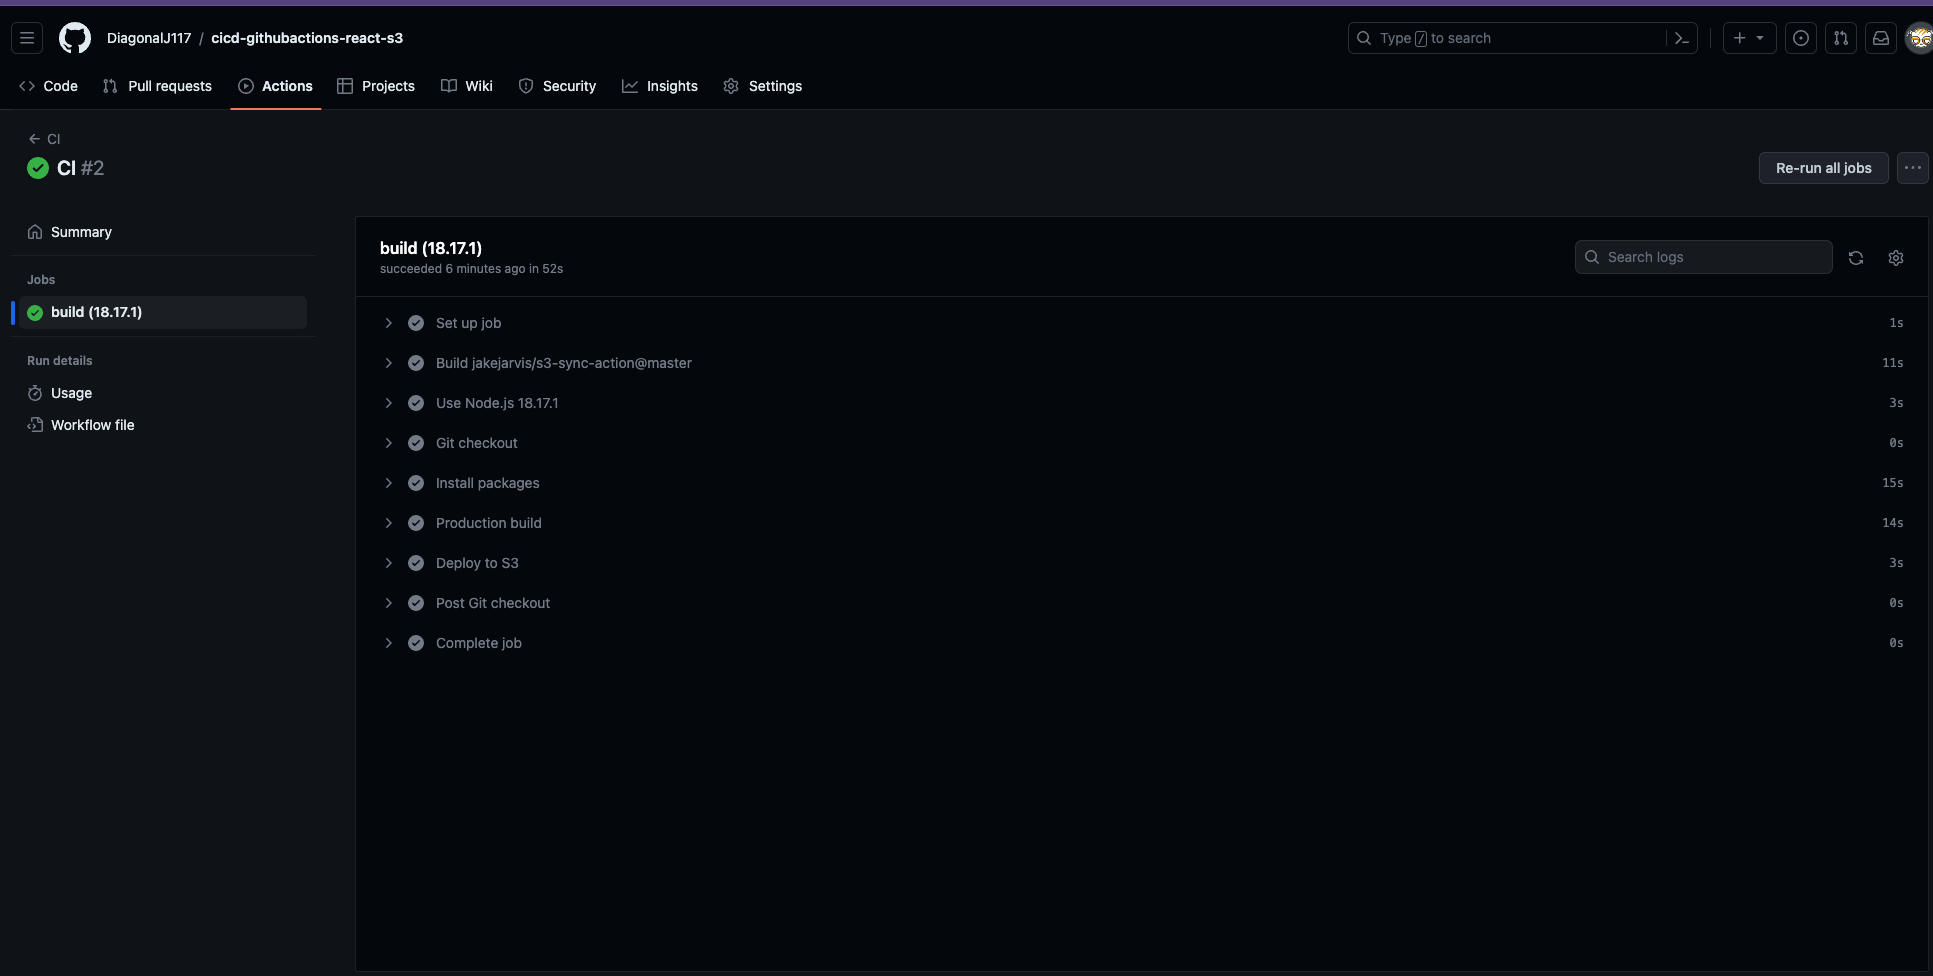 DiagonalJ117 / cicd-githubactions-react-s3
Type / to search
Code
Pull requests
Actions
Projects
Wiki
Security
Insights
Settings
CI
CI #2
Re-run all jobs
Summary
Jobs
build (18.17.1)
Run details
Usage
Workflow file
build (18.17.1)
succeeded 6 minutes ago in 52s
Search logs
Set up job 1s
Build jakejarvis/s3-sync-action@master 11s
Use Node.js 18.17.1 3s
Git checkout 0s
Install packages 15s
Production build 14s
Deploy to S3 3s
Post Git checkout 0s
Complete job 0s